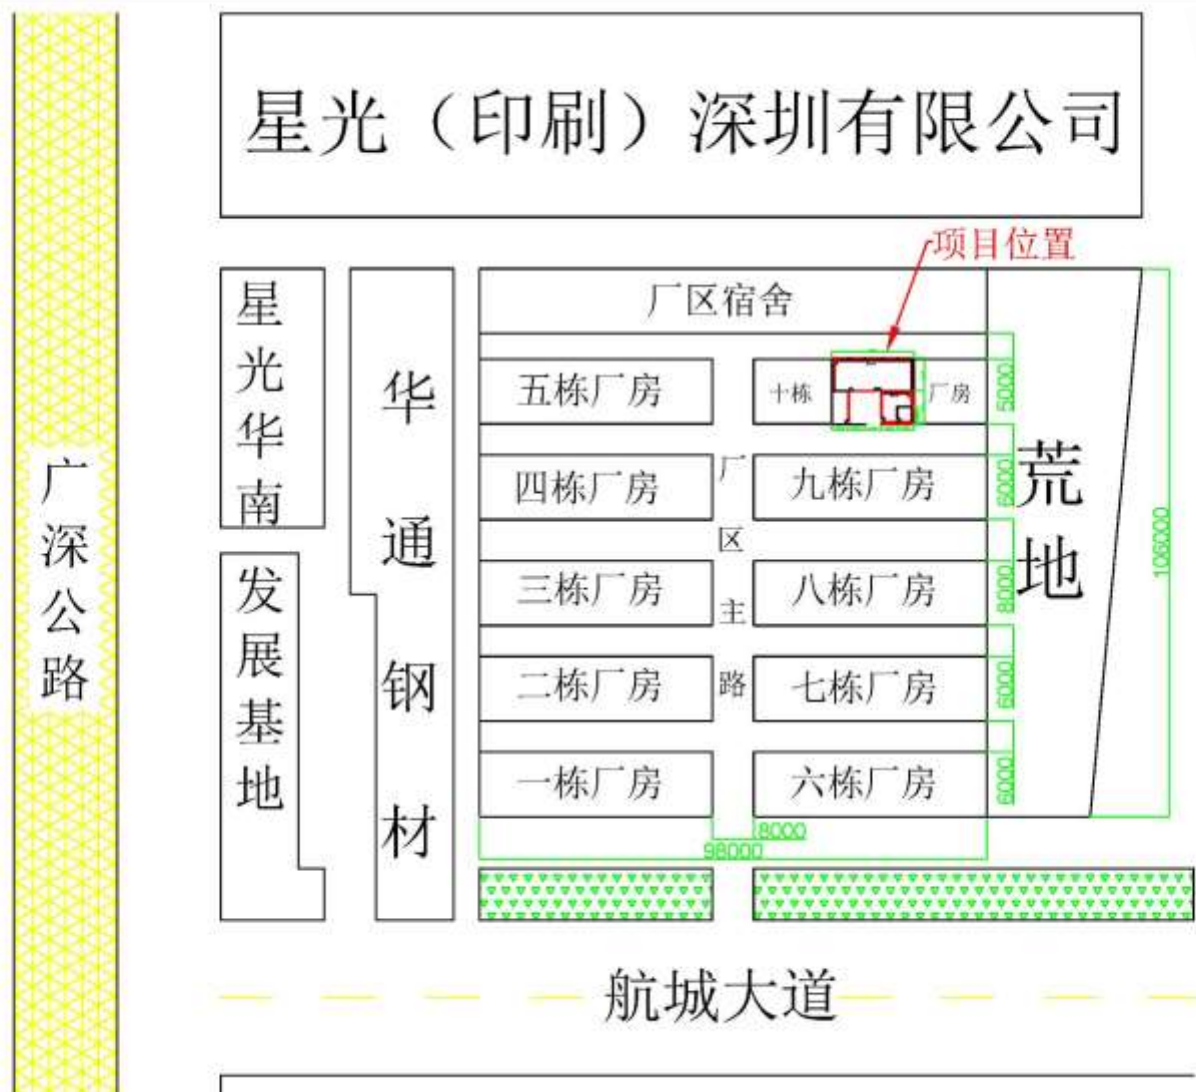 星光（印刷）深圳有限公司
项目位置
星光华南
厂区宿舍
华通钢材
五栋厂房
十栋
厂房
5000
广深公路
四栋厂房
厂区主路
九栋厂房
6000
荒地
106000
发展基地
三栋厂房
八栋厂房
8000
二栋厂房
七栋厂房
6000
一栋厂房
六栋厂房
6000
8000
98000
航城大道